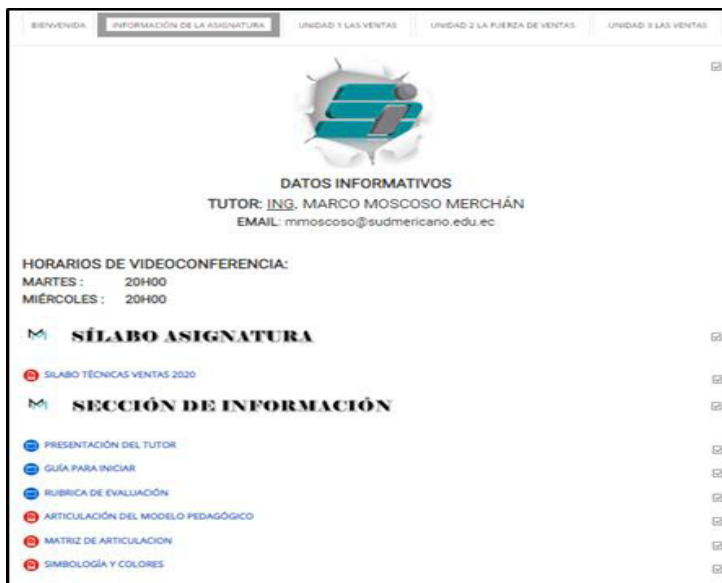 BIENVENIDA INFORMACIÓN DE LA ASIGNATURA UNIDAD 1 LAS VENTAS UNIDAD 2 LA FUERZA DE VENTAS UNIDAD 3 LAS VENTAS
DATOS INFORMATIVOS
TUTOR: ING. MARCO MOSCOSO MERCHÁN
EMAIL: mmoscoso@sudmericano.edu.ec
HORARIOS DE VIDEOCONFERENCIA:
MARTES : 20H00
MIÉRCOLES : 20H00
SÍLABO ASIGNATURA
SILABO TÉCNICAS VENTAS 2020
SECCIÓN DE INFORMACIÓN
PRESENTACIÓN DEL TUTOR
GUÍA PARA INICIAR
RUBRICA DE EVALUACIÓN
ARTICULACIÓN DEL MODELO PEDAGÓGICO
MATRIZ DE ARTICULACION
SIMBOLOGÍA Y COLORES